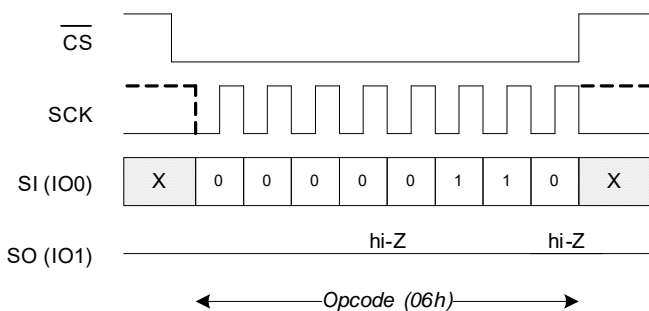 CS
SCK
SI (IO0) X 0 0 0 0 0 1 1 0 X
hi-Z hi-Z
SO (IO1)
Opcode (06h)